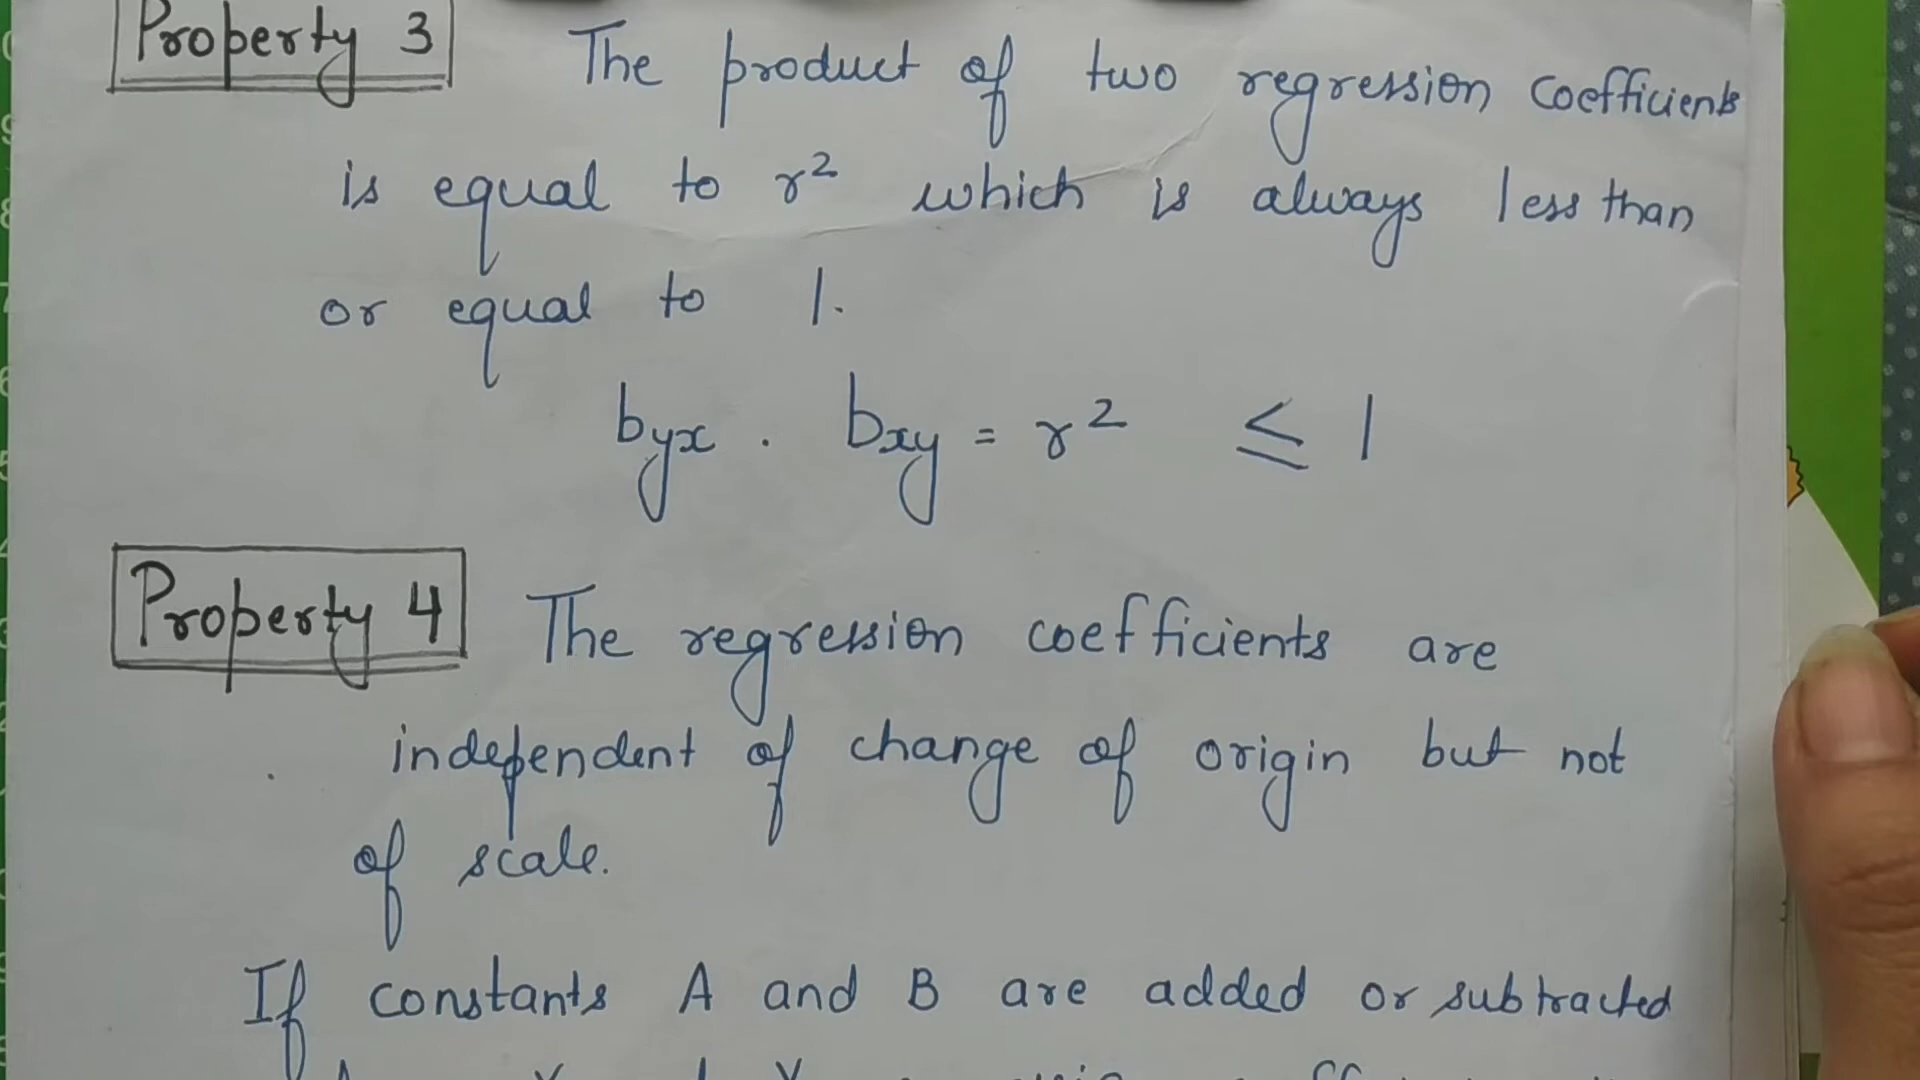 Property 3 The product of two regression coefficients
is equal to r² which is always less than
or equal to 1.
byx . bxy = r² ≤ 1
Property 4 The regression coefficients are
independent of change of origin but not
of scale.
If constants A and B are added or subtracted